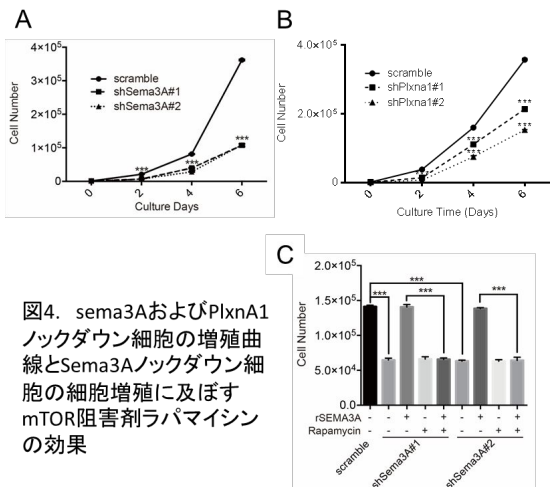 A
4×10⁵
3×10⁵
2×10⁵
1×10⁵
0
Cell Number
scramble
shSema3A#1
shSema3A#2
***
***
***
0
2
4
6
Culture Days
B
4.0×10⁵
2.0×10⁵
0
Cell Number
scramble
shPlxna1#1
shPlxna1#2
***
***
***
***
***
0
2
4
6
Culture Time (Days)
C
2.0×10⁵
1.5×10⁵
1.0×10⁵
5.0×10⁴
0.0
Cell Number
***
***
***
***
rSEMA3A - - + - + - + - +
Rapamycin - - - + + - - + +
scramble
shSema3A#1
shSema3A#2
図4. sema3AおよびPlxnA1
ノックダウン細胞の増殖曲
線とSema3Aノックダウン細
胞の細胞増殖に及ぼす
mTOR阻害剤ラパマイシン
の効果